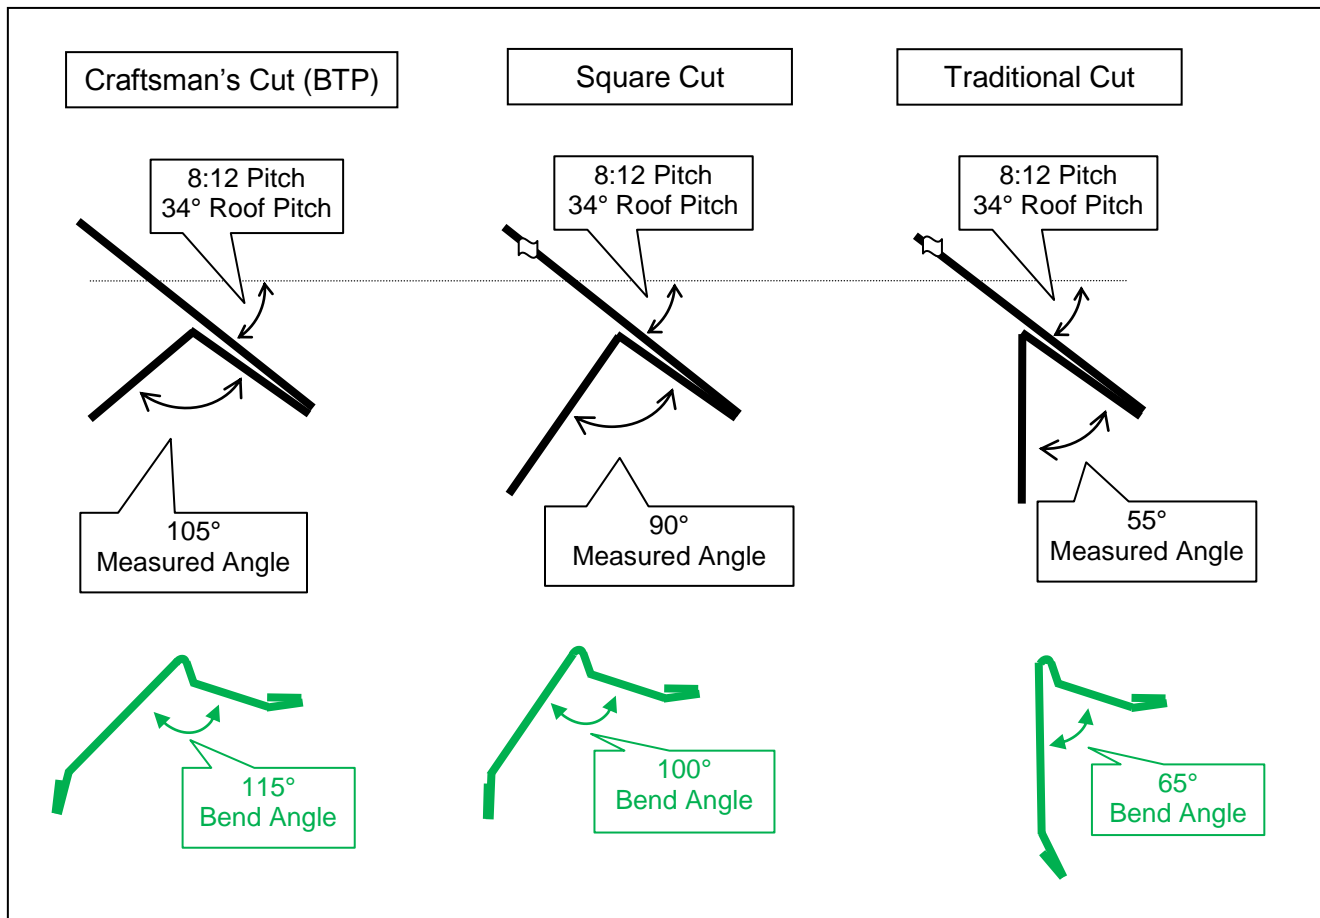 Craftsman's Cut (BTP)
Square Cut
Traditional Cut
8:12 Pitch
34° Roof Pitch
8:12 Pitch
34° Roof Pitch
8:12 Pitch
34° Roof Pitch
105°
Measured Angle
90°
Measured Angle
55°
Measured Angle
115°
Bend Angle
100°
Bend Angle
65°
Bend Angle